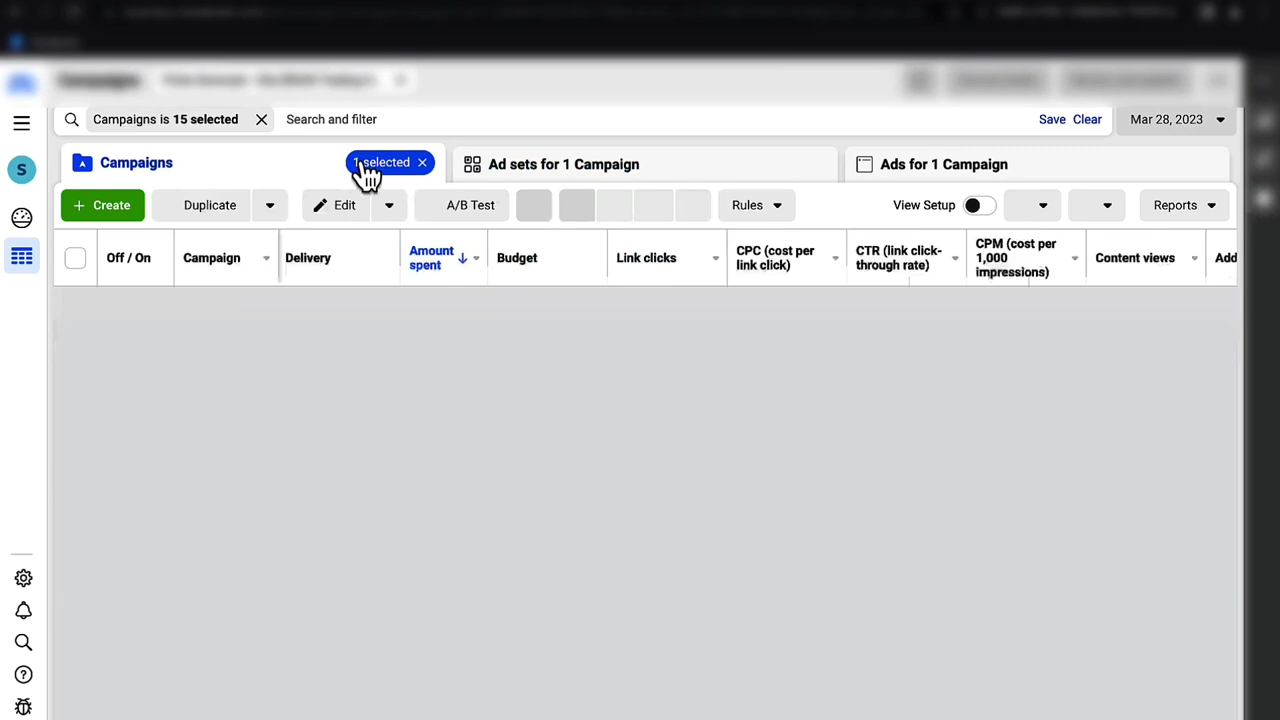 Campaigns is 15 selected
Search and filter
Save Clear
Mar 28, 2023
S
Campaigns
1 selected
Ad sets for 1 Campaign
Ads for 1 Campaign
+ Create
Duplicate
Edit
A/B Test
Rules
View Setup
Reports
Off / On
Campaign
Delivery
Amount
spent
Budget
Link clicks
CPC (cost per
link click)
CTR (link click-
through rate)
CPM (cost per
1,000
impressions)
Content views
Add